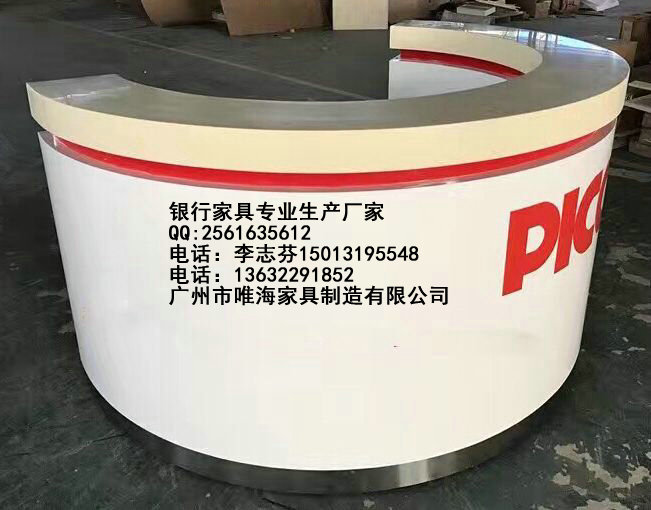 银行家具专业生产厂家
QQ:2561635612
电话：李志芬15013195548
电话：13632291852
广州市唯海家具制造有限公司
PICC